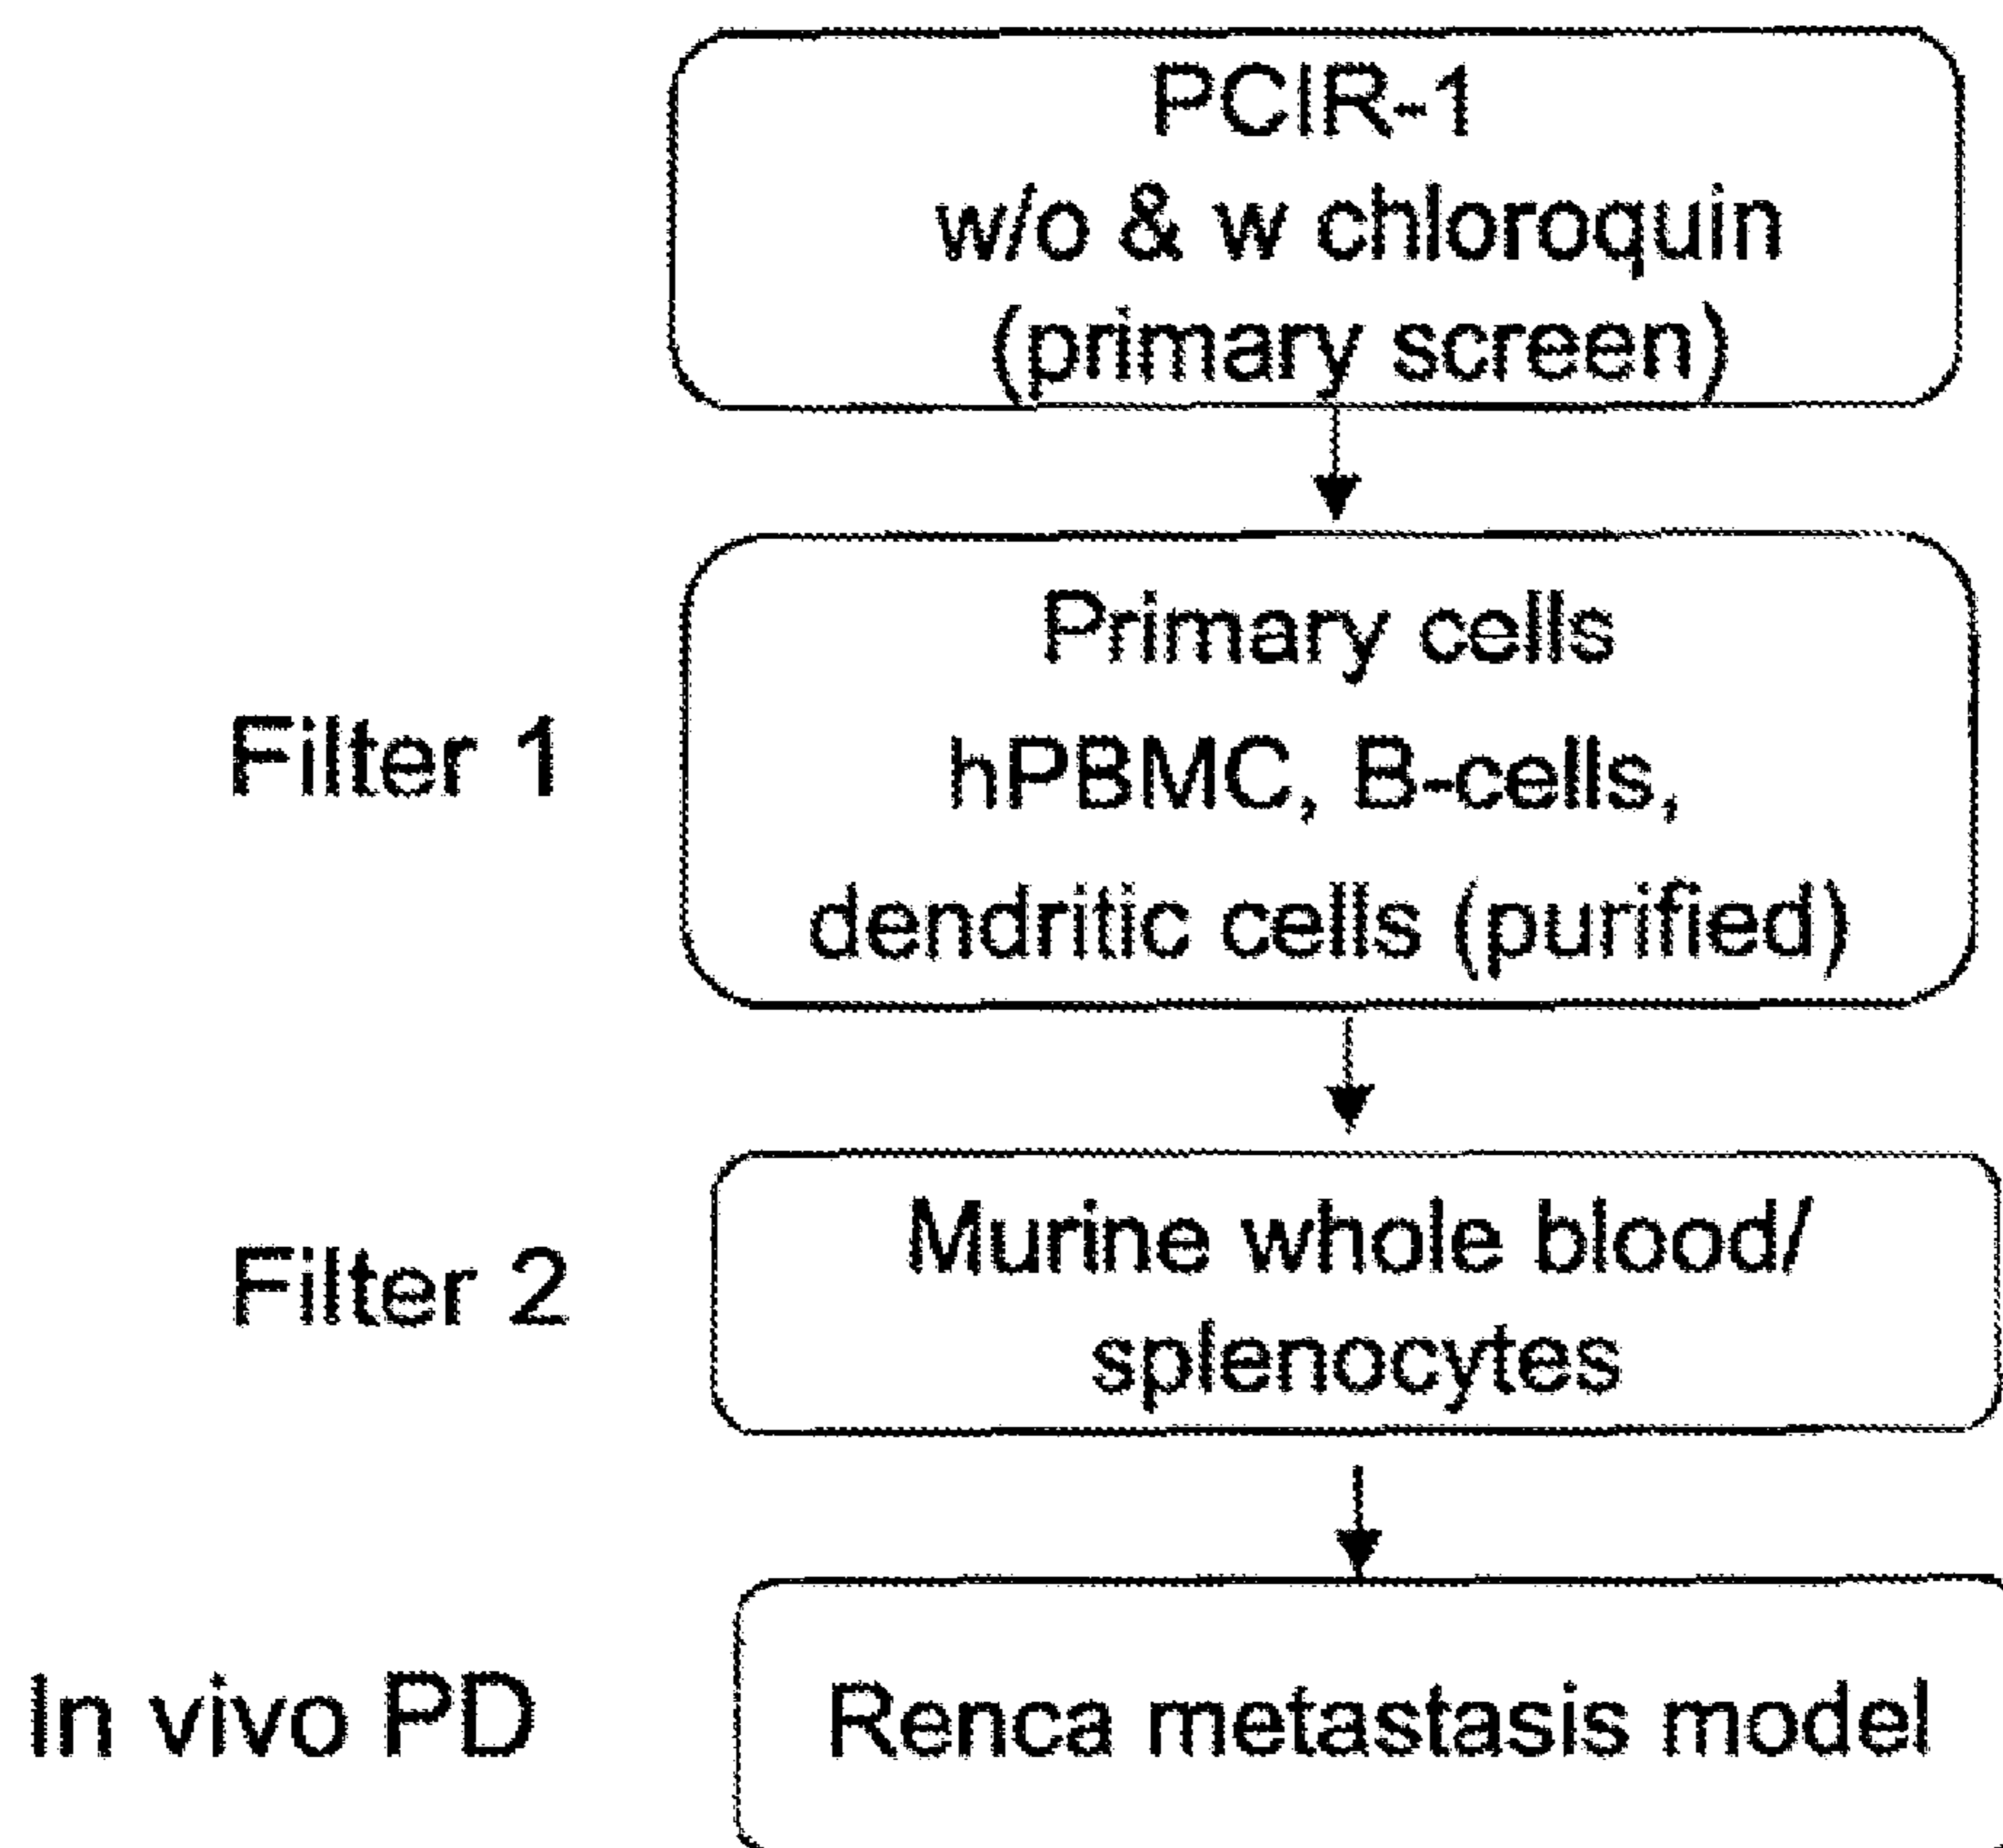 PCIR-1
w/o & w chloroquin
(primary screen)
Filter 1
Primary cells
hPBMC, B-cells,
dendritic cells (purified)
Filter 2
Murine whole blood/
splenocytes
In vivo PD
Renca metastasis model